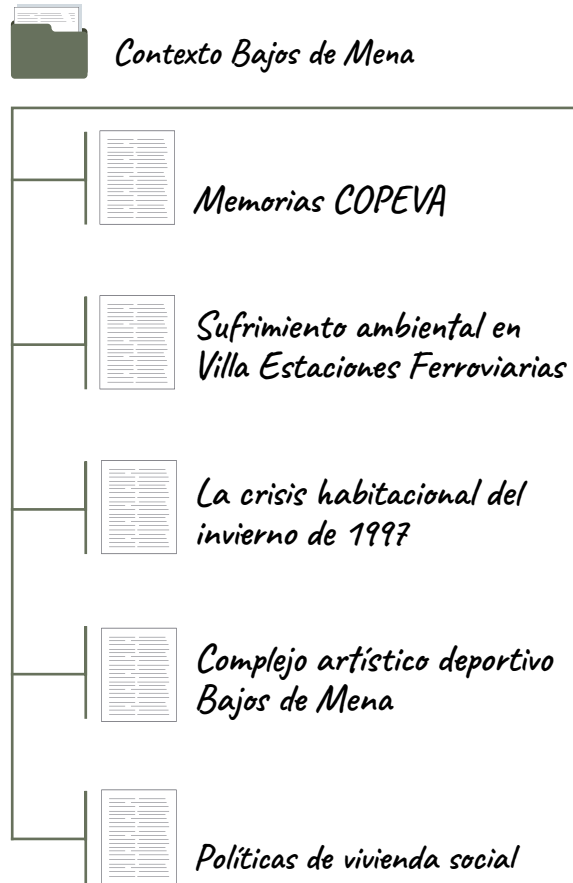 Contexto Bajos de Mena
Memorias COPEVA
Sufrimiento ambiental en
Villa Estaciones Ferroviarias
La crisis habitacional del
invierno de 1997
Complejo artístico deportivo
Bajos de Mena
Políticas de vivienda social